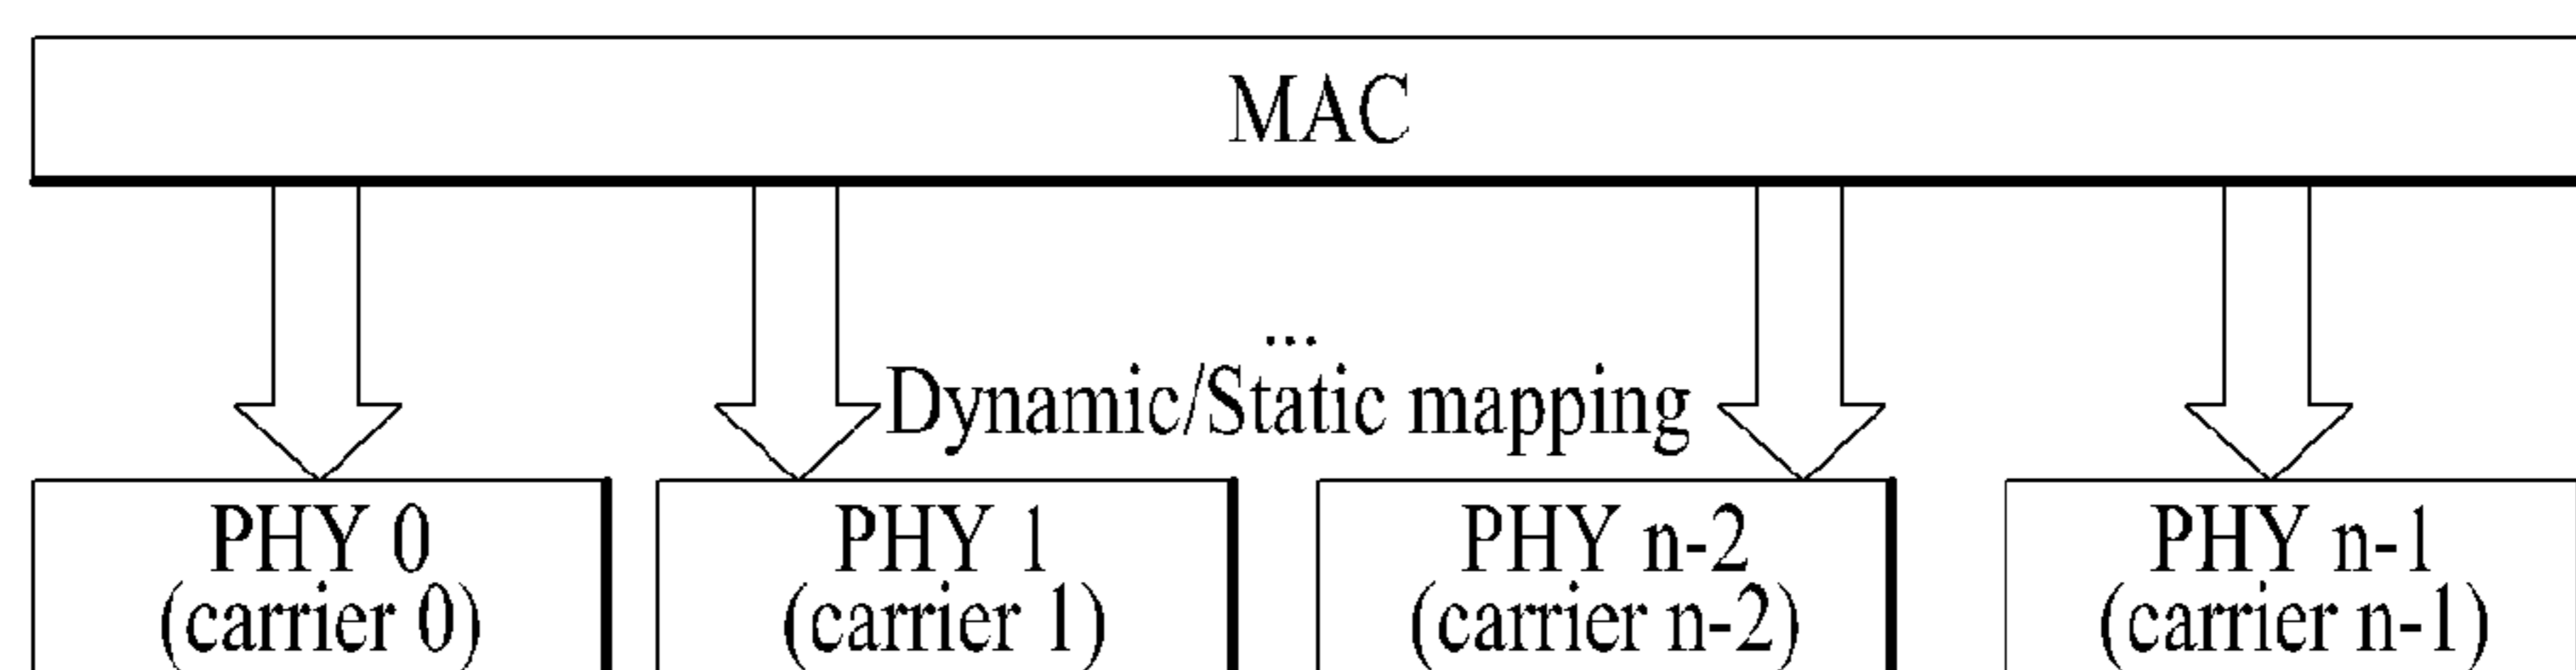 MAC
...
Dynamic/Static mapping
PHY 0
(carrier 0)
PHY 1
(carrier 1)
PHY n-2
(carrier n-2)
PHY n-1
(carrier n-1)